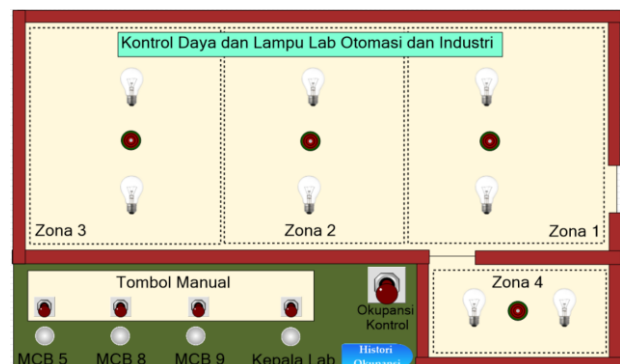 Kontrol Daya dan Lampu Lab Otomasi dan Industri
Zona 3
Zona 2
Zona 1
Tombol Manual
Zona 4
Okupansi
Kontrol
MCB 5
MCB 8
MCB 9
Kepala Lab
Histori
Okupansi